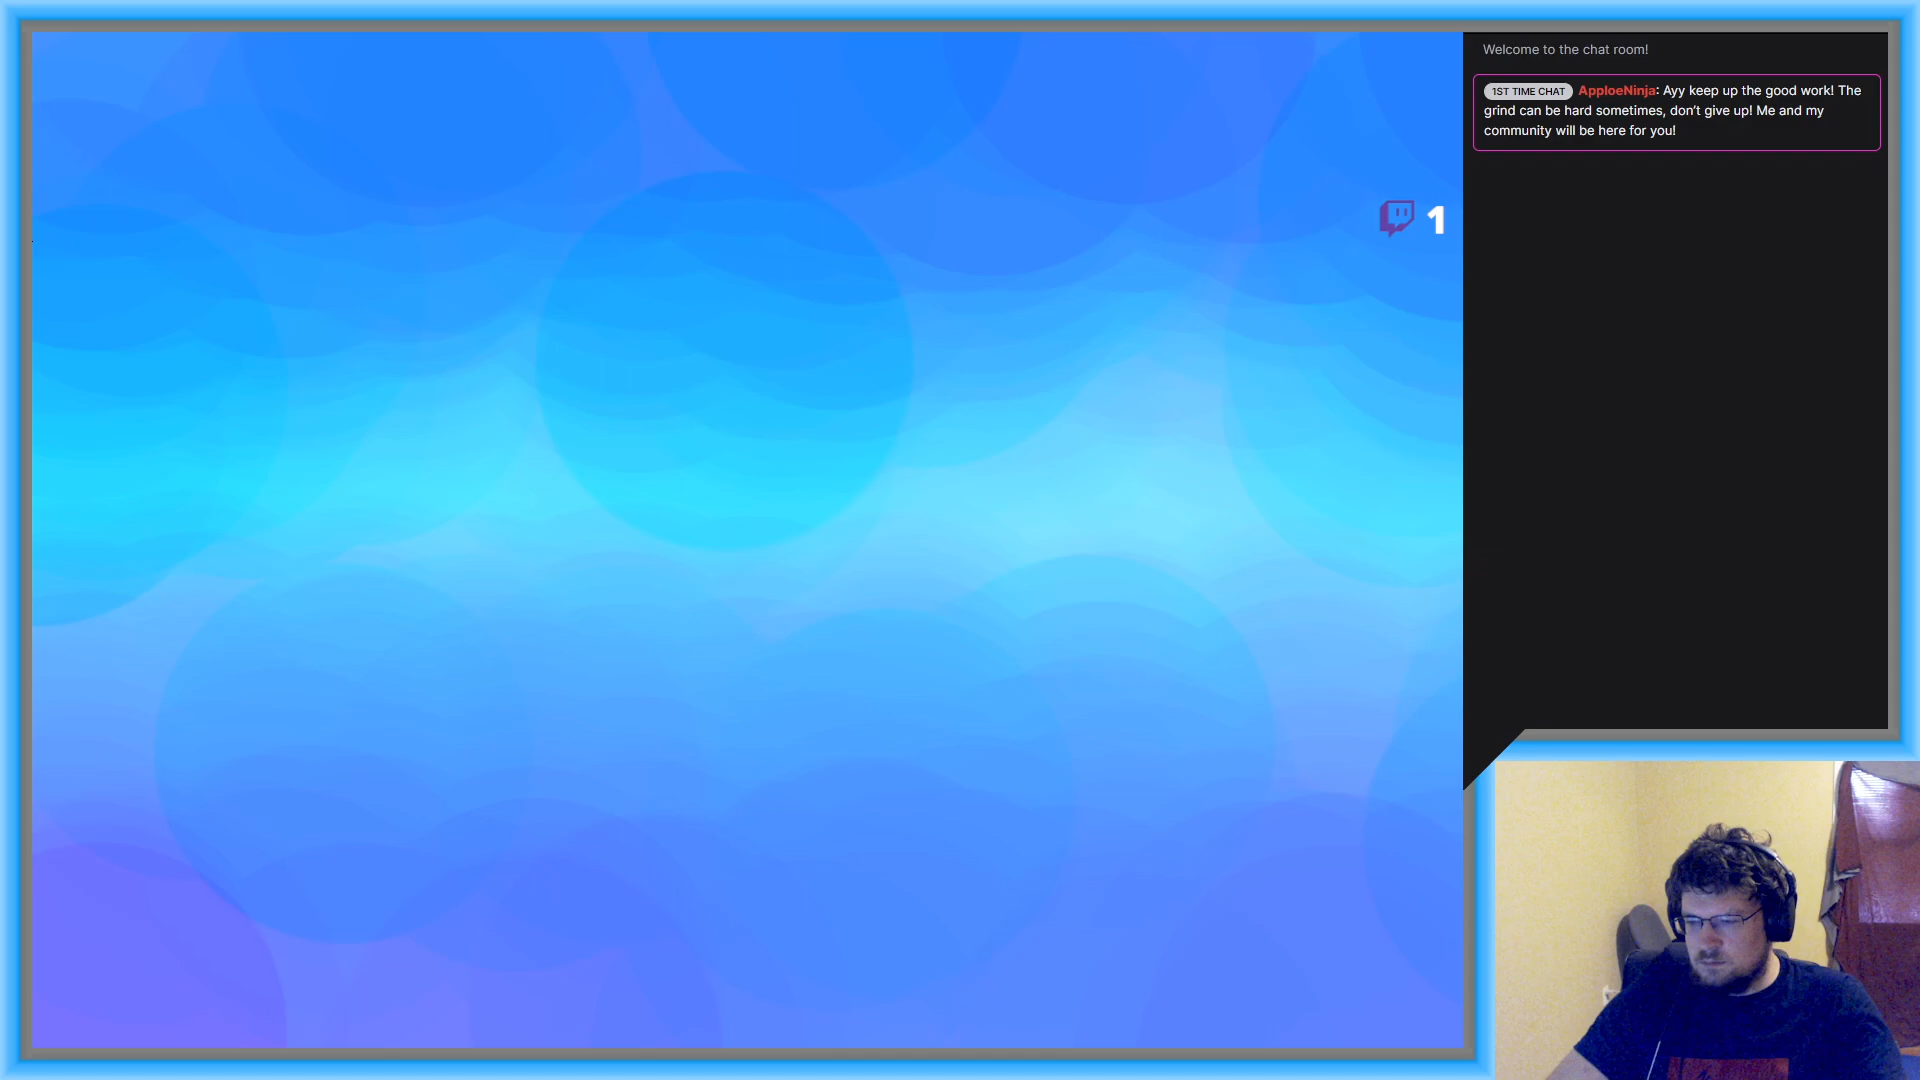 Welcome to the chat room!
1ST TIME CHAT ApploeNinja: Ayy keep up the good work! The
grind can be hard sometimes, don't give up! Me and my
community will be here for you!
1